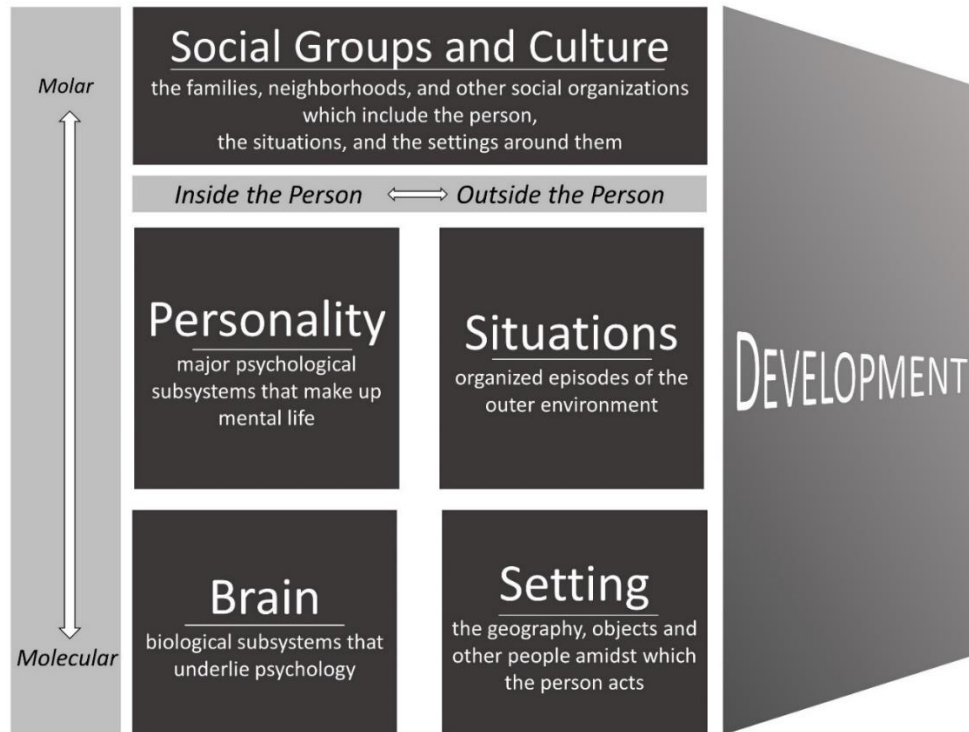 Social Groups and Culture
the families, neighborhoods, and other social organizations
which include the person,
the situations, and the settings around them
Molar
Inside the Person
Outside the Person
Personality
major psychological
subsystems that make up
mental life
Situations
organized episodes of the
outer environment
DEVELOPMENT
Brain
biological subsystems that
underlie psychology
Setting
the geography, objects and
other people amidst which
the person acts
Molecular